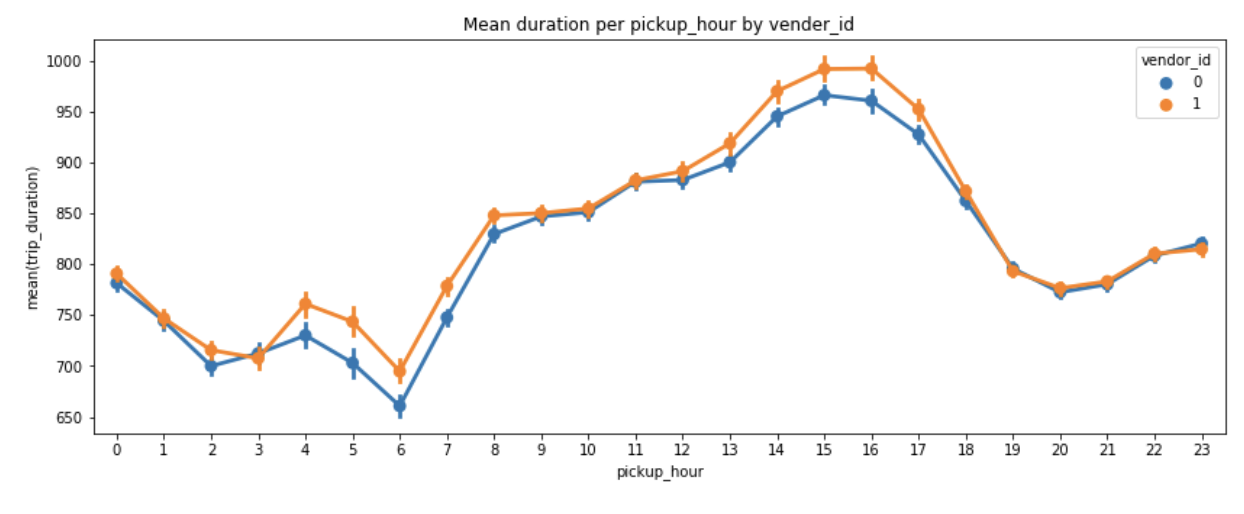 Mean duration per pickup_hour by vender_id
1000
950
900
850
800
750
700
650
mean(trip_duration)
vendor_id
0
1
0 1 2 3 4 5 6 7 8 9 10 11 12 13 14 15 16 17 18 19 20 21 22 23
pickup_hour